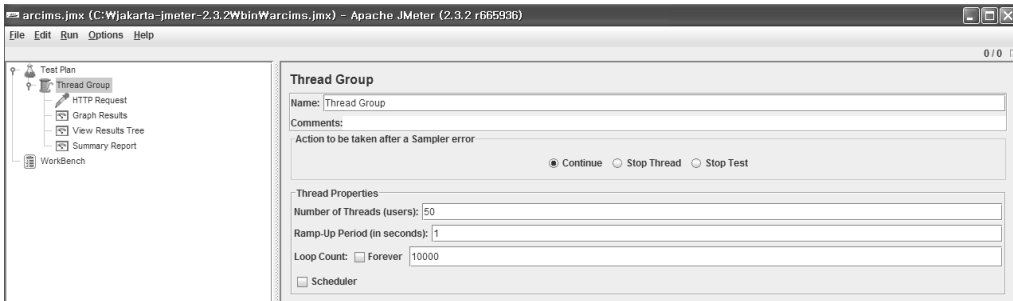 arcims.jmx (C:₩jakarta-jmeter-2.3.2₩bin₩arcims.jmx) – Apache JMeter (2.3.2 r665936)
File Edit Run Options Help
0 / 0
Test Plan
Thread Group
HTTP Request
Graph Results
View Results Tree
Summary Report
WorkBench
Thread Group
Name: Thread Group
Comments:
Action to be taken after a Sampler error
Continue Stop Thread Stop Test
Thread Properties
Number of Threads (users): 50
Ramp-Up Period (in seconds): 1
Loop Count: Forever 10000
Scheduler